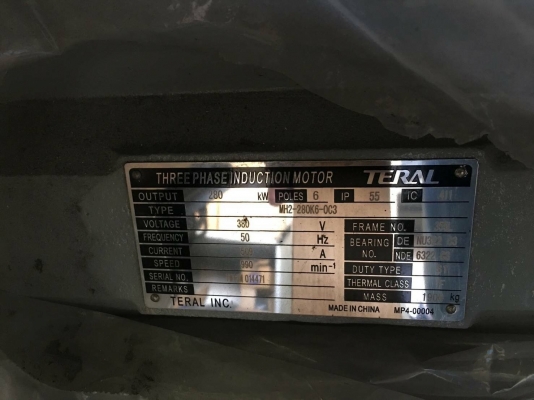 THREE PHASE INDUCTION MOTOR TERAL
OUTPUT 280 kW POLES 6 IP 55 IC
TYPE MH2-280K6-0C3
VOLTAGE 380 V FRAME NO.
FREQUENCY 50 Hz BEARING NO. DE
CURRENT A NDE
SPEED min⁻¹ DUTY TYPE
SERIAL NO. THERMAL CLASS
REMARKS MASS kg
TERAL INC. MADE IN CHINA MP4-00004